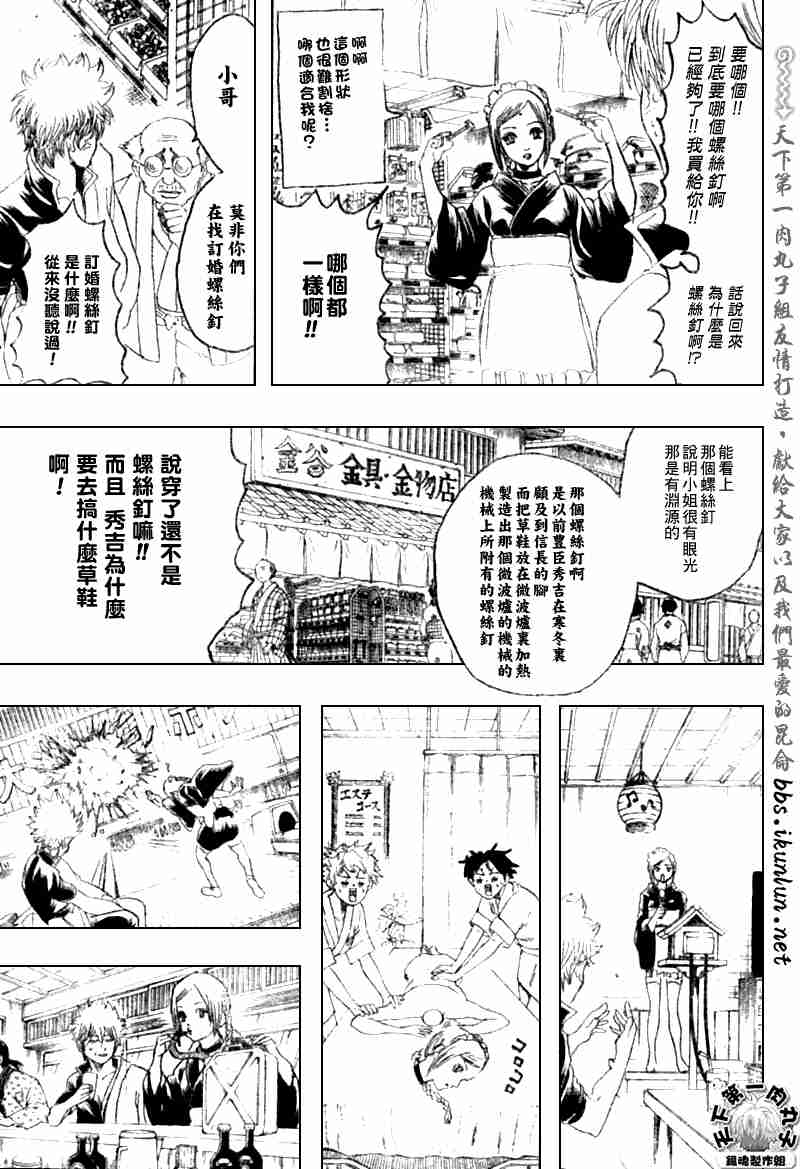 要哪個!!
到底要哪個螺絲釘啊
已經夠了!!我買給你!!
話說回來
為什麼是
螺絲釘啊!?
啊啊
這個形狀
也很難割捨…
哪個適合我呢?
哪個都
一樣啊!!
小哥
莫非你們
在找訂婚螺絲釘
訂婚螺絲釘
是什麼啊!!
從來沒聽說過!
能看上
那個螺絲釘
說明小姐很有眼光
那是有淵源的
那個螺絲釘啊
是以前豐臣秀吉在寒冬裏
顧及到信長的腳
而把草鞋放在微波爐裏加熱
製造出那個微波爐的機械的
機械上所附有的螺絲釘
金谷 金具·金物店
說穿了還不是
螺絲釘嘛!!
而且 秀吉為什麼
要去搞什麼草鞋
啊!
エステ
コース
天下第一肉丸子組友情打造，獻給大家以及我們最愛的昆侖 bbs.ikunlun.net
天下第一肉丸子
銀魂製作組